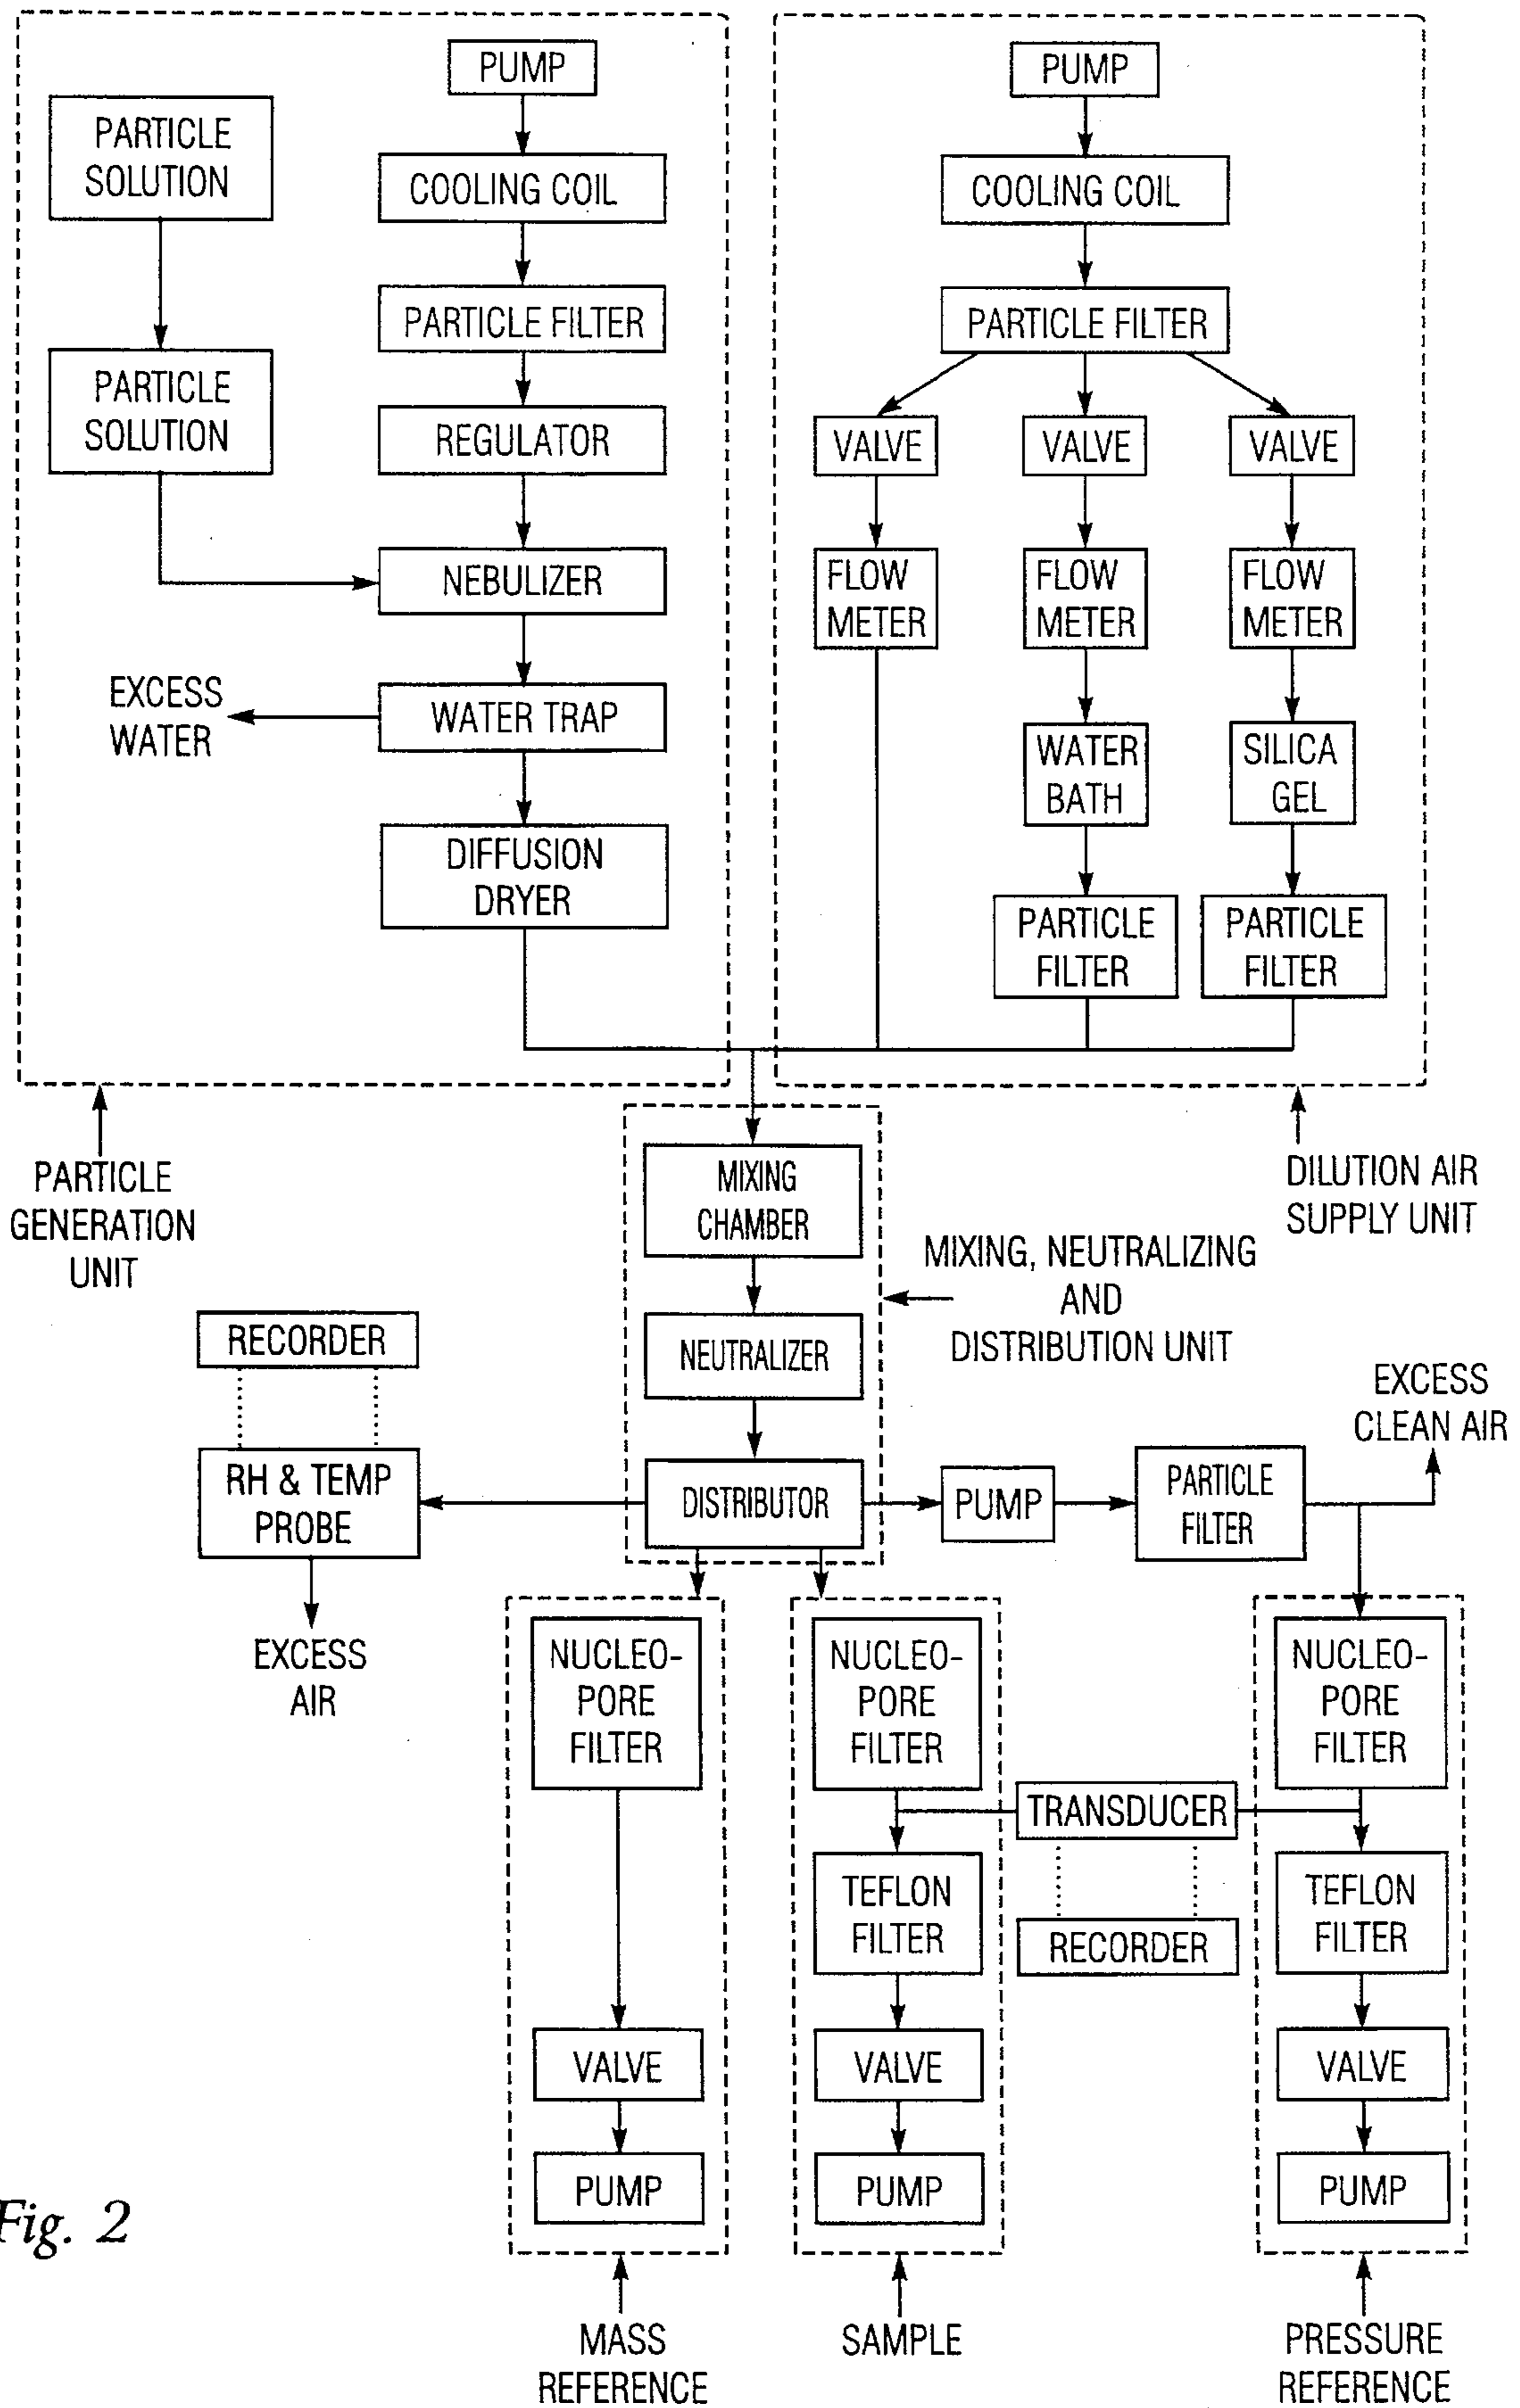 PUMP
PARTICLE
SOLUTION
COOLING COIL
PARTICLE FILTER
PARTICLE
SOLUTION
REGULATOR
NEBULIZER
EXCESS
WATER
WATER TRAP
DIFFUSION
DRYER
PARTICLE
GENERATION
UNIT
PUMP
COOLING COIL
PARTICLE FILTER
VALVE
VALVE
VALVE
FLOW
METER
FLOW
METER
FLOW
METER
WATER
BATH
SILICA
GEL
PARTICLE
FILTER
PARTICLE
FILTER
DILUTION AIR
SUPPLY UNIT
MIXING
CHAMBER
MIXING, NEUTRALIZING
AND
DISTRIBUTION UNIT
NEUTRALIZER
RECORDER
RH & TEMP
PROBE
EXCESS
AIR
DISTRIBUTOR
PUMP
PARTICLE
FILTER
EXCESS
CLEAN AIR
NUCLEO-
PORE
FILTER
VALVE
PUMP
MASS
REFERENCE
NUCLEO-
PORE
FILTER
TEFLON
FILTER
VALVE
PUMP
SAMPLE
TRANSDUCER
RECORDER
NUCLEO-
PORE
FILTER
TEFLON
FILTER
VALVE
PUMP
PRESSURE
REFERENCE
Fig. 2